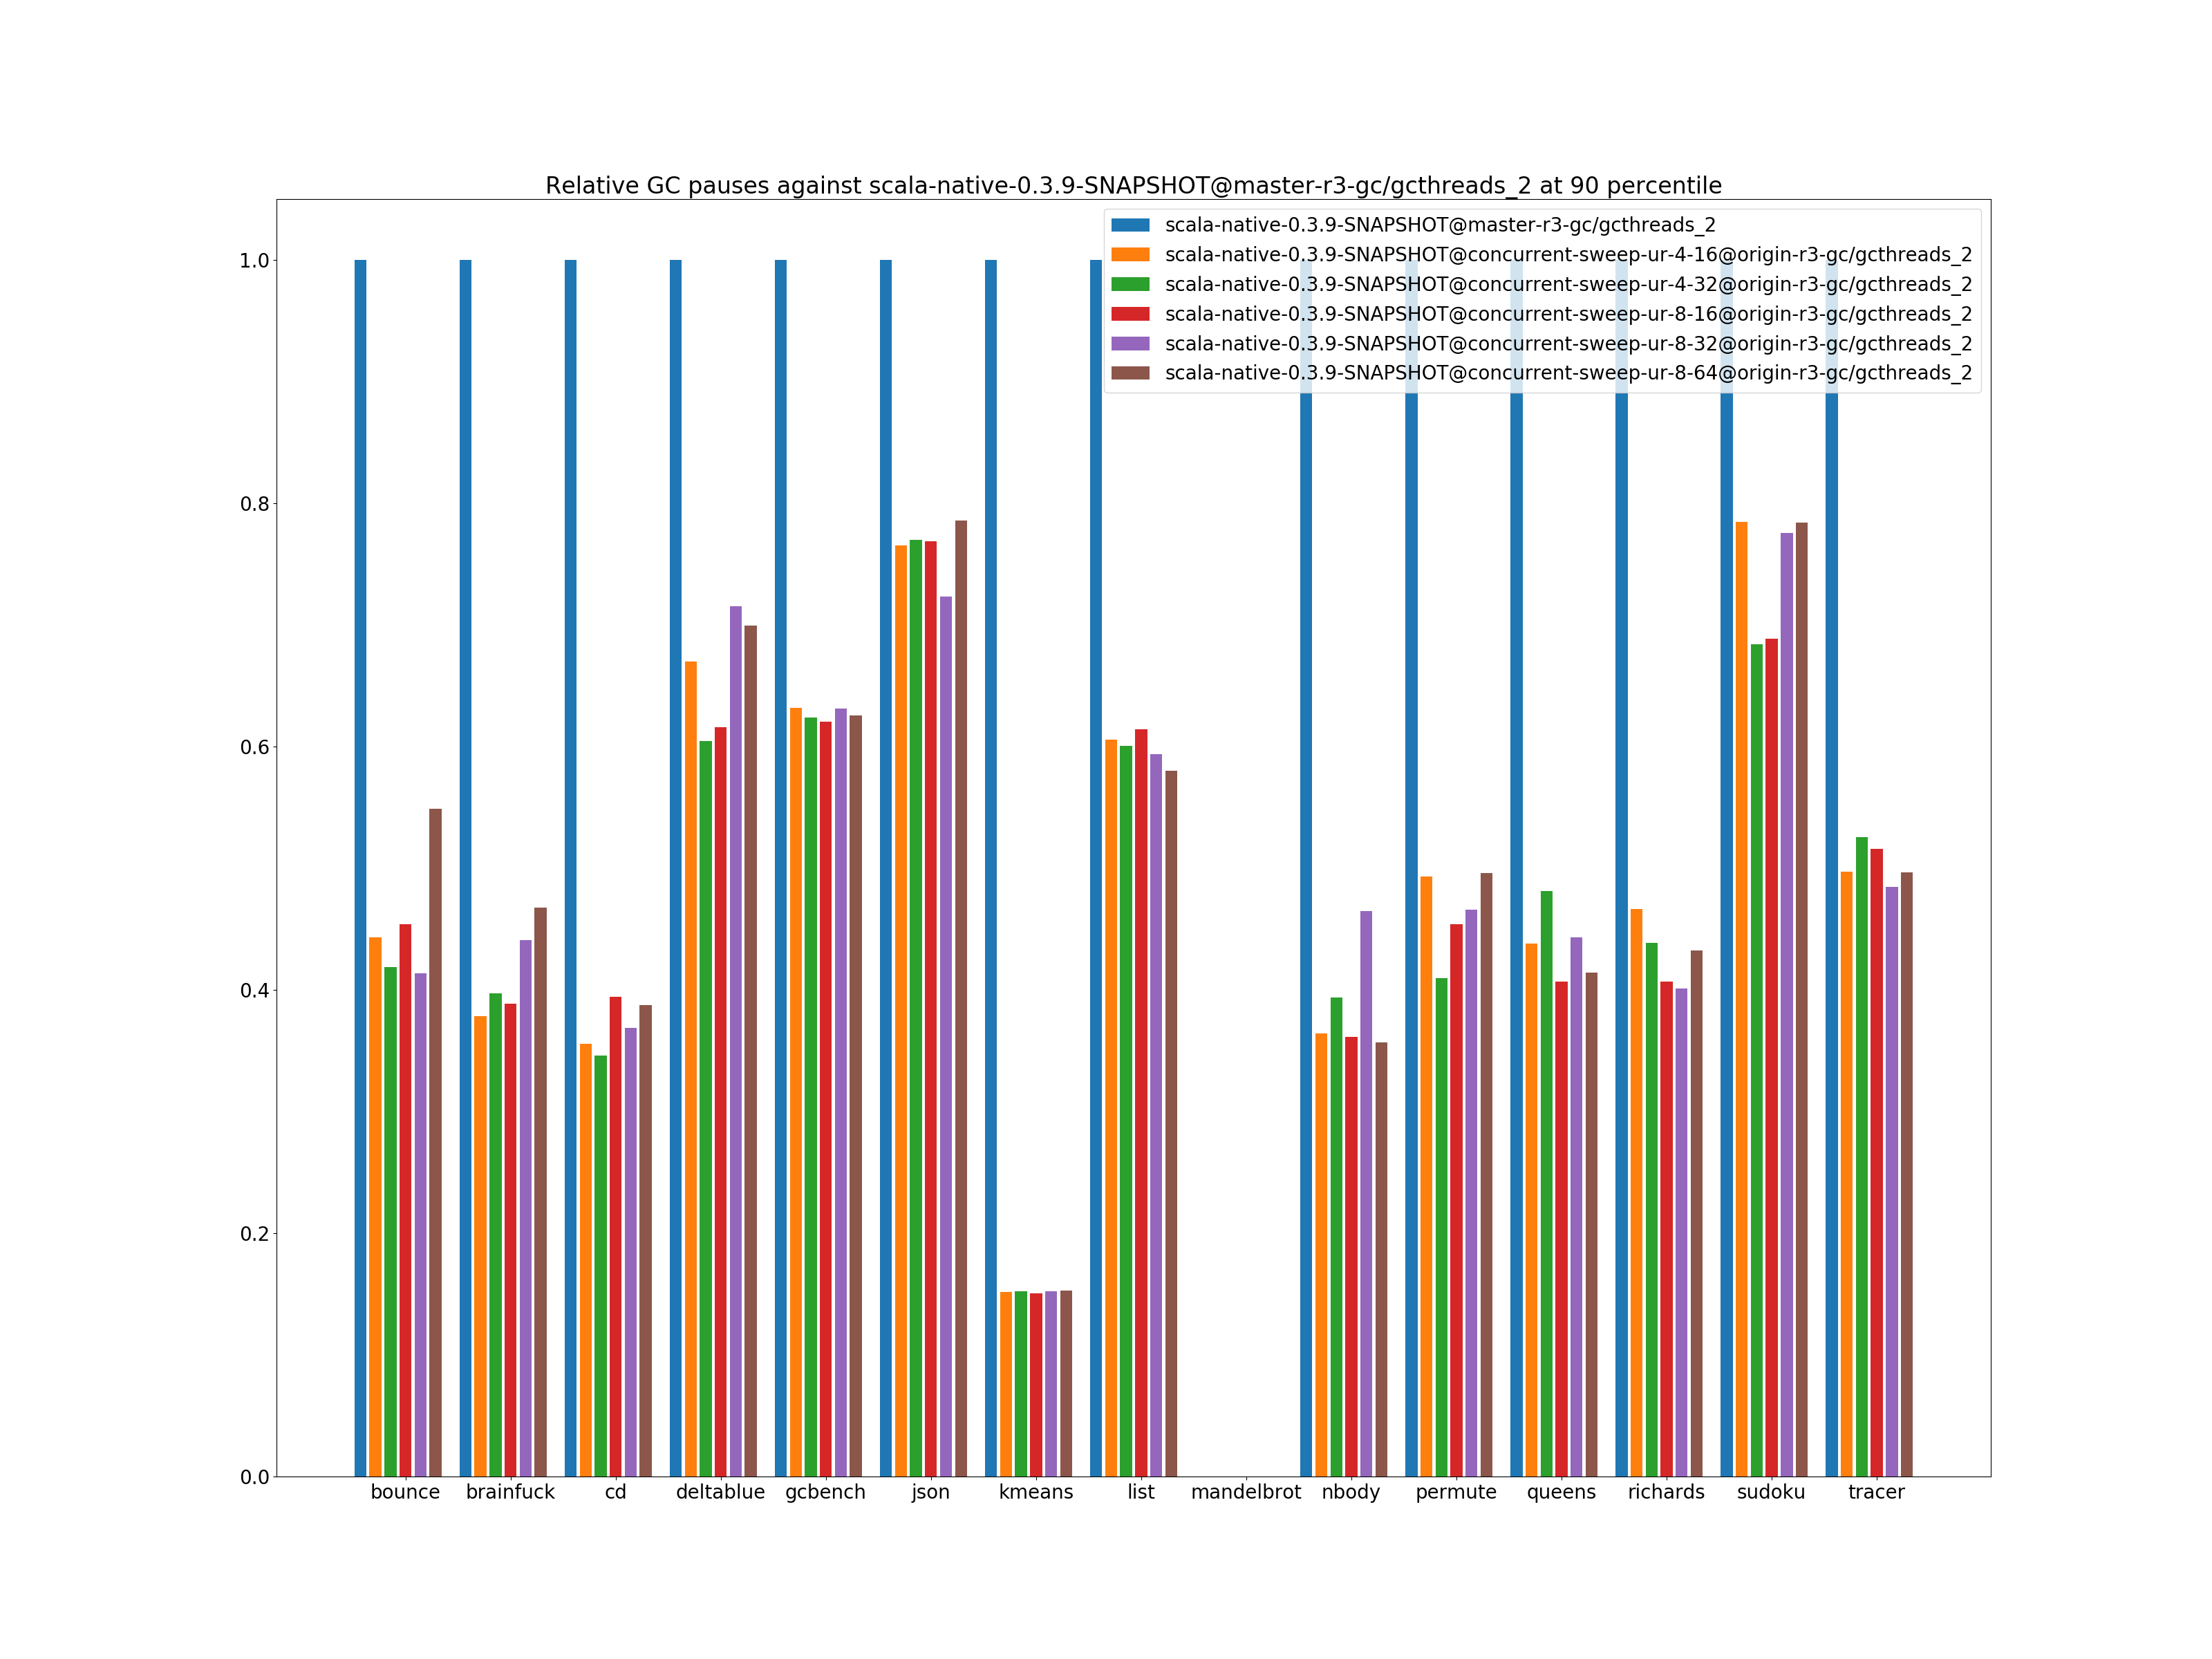 Relative GC pauses against scala-native-0.3.9-SNAPSHOT@master-r3-gc/gcthreads_2 at 90 percentile
scala-native-0.3.9-SNAPSHOT@master-r3-gc/gcthreads_2
scala-native-0.3.9-SNAPSHOT@concurrent-sweep-ur-4-16@origin-r3-gc/gcthreads_2
scala-native-0.3.9-SNAPSHOT@concurrent-sweep-ur-4-32@origin-r3-gc/gcthreads_2
scala-native-0.3.9-SNAPSHOT@concurrent-sweep-ur-8-16@origin-r3-gc/gcthreads_2
scala-native-0.3.9-SNAPSHOT@concurrent-sweep-ur-8-32@origin-r3-gc/gcthreads_2
scala-native-0.3.9-SNAPSHOT@concurrent-sweep-ur-8-64@origin-r3-gc/gcthreads_2
1.0
0.8
0.6
0.4
0.2
0.0
bounce brainfuck cd deltablue gcbench json kmeans list mandelbrot nbody permute queens richards sudoku tracer